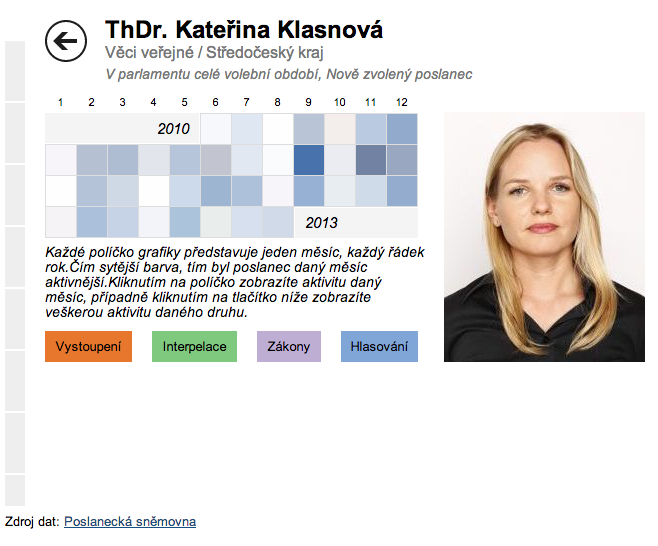 ThDr. Kateřina Klasnová
Věci veřejné / Středočeský kraj
V parlamentu celé volební období, Nově zvolený poslanec
1 2 3 4 5 6 7 8 9 10 11 12
2010
2013
Každé políčko grafiky představuje jeden měsíc, každý řádek
rok.Čím sytější barva, tím byl poslanec daný měsíc
aktivnější.Kliknutím na políčko zobrazíte aktivitu daný
měsíc, případně kliknutím na tlačítko níže zobrazíte
veškerou aktivitu daného druhu.
Vystoupení Interpelace Zákony Hlasování
Zdroj dat: Poslanecká sněmovna